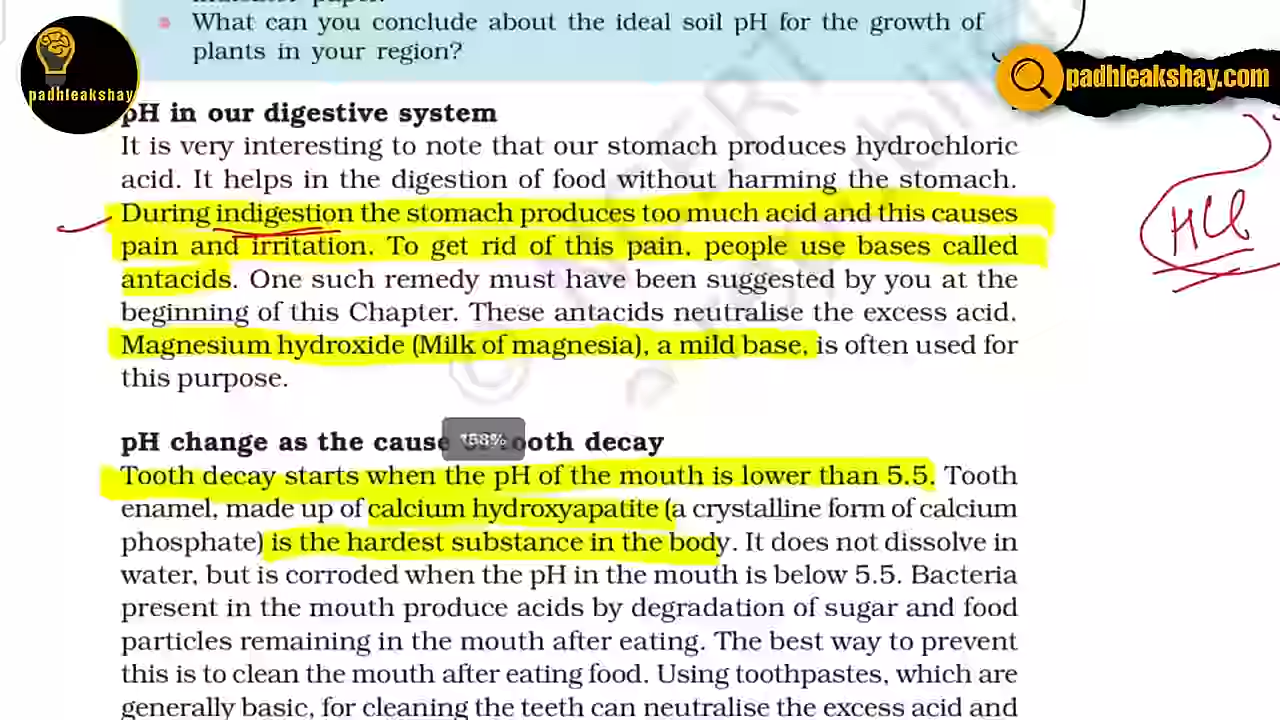 What can you conclude about the ideal soil pH for the growth of
plants in your region?
padhleakshay
padhleakshay.com
pH in our digestive system
It is very interesting to note that our stomach produces hydrochloric
acid. It helps in the digestion of food without harming the stomach.
During indigestion the stomach produces too much acid and this causes
pain and irritation. To get rid of this pain, people use bases called
antacids. One such remedy must have been suggested by you at the
beginning of this Chapter. These antacids neutralise the excess acid.
Magnesium hydroxide (Milk of magnesia), a mild base, is often used for
this purpose.
HCl
pH change as the cause tooth decay
158%
Tooth decay starts when the pH of the mouth is lower than 5.5. Tooth
enamel, made up of calcium hydroxyapatite (a crystalline form of calcium
phosphate) is the hardest substance in the body. It does not dissolve in
water, but is corroded when the pH in the mouth is below 5.5. Bacteria
present in the mouth produce acids by degradation of sugar and food
particles remaining in the mouth after eating. The best way to prevent
this is to clean the mouth after eating food. Using toothpastes, which are
generally basic, for cleaning the teeth can neutralise the excess acid and